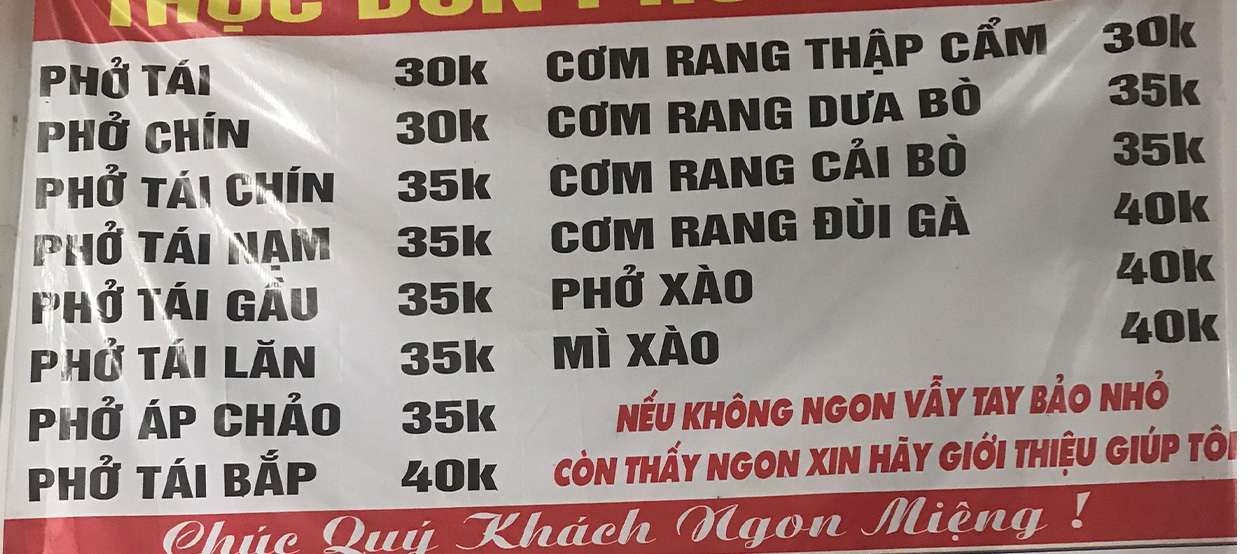 THỰC ĐƠN
PHỞ TÁI 30k
PHỞ CHÍN 30k
PHỞ TÁI CHÍN 35k
PHỞ TÁI NẠM 35k
PHỞ TÁI GẦU 35k
PHỞ TÁI LĂN 35k
PHỞ ÁP CHẢO 35k
PHỞ TÁI BẮP 40k
CƠM RANG THẬP CẨM 30k
CƠM RANG DƯA BÒ 35k
CƠM RANG CẢI BÒ 35k
CƠM RANG ĐÙI GÀ 40k
PHỞ XÀO 40k
MÌ XÀO 40k
NẾU KHÔNG NGON VẪY TAY BẢO NHỎ
CÒN THẤY NGON XIN HÃY GIỚI THIỆU GIÚP TÔI
Chúc Quý Khách Ngon Miệng !